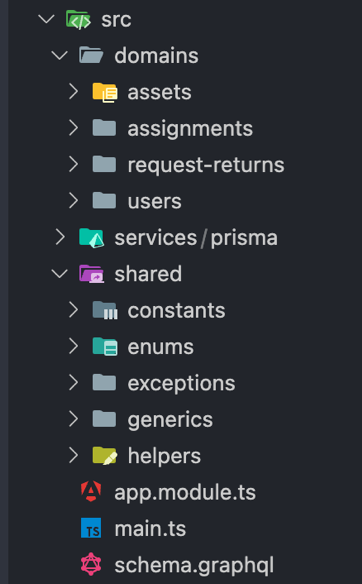 src
domains
assets
assignments
request-returns
users
services/prisma
shared
constants
enums
exceptions
generics
helpers
app.module.ts
TS main.ts
schema.graphql